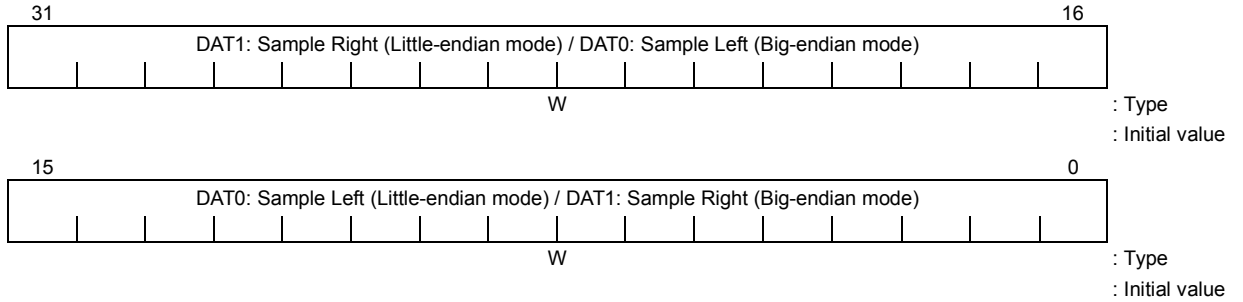 31 16
DAT1: Sample Right (Little-endian mode) / DAT0: Sample Left (Big-endian mode)
W : Type
: Initial value
15 0
DAT0: Sample Left (Little-endian mode) / DAT1: Sample Right (Big-endian mode)
W : Type
: Initial value